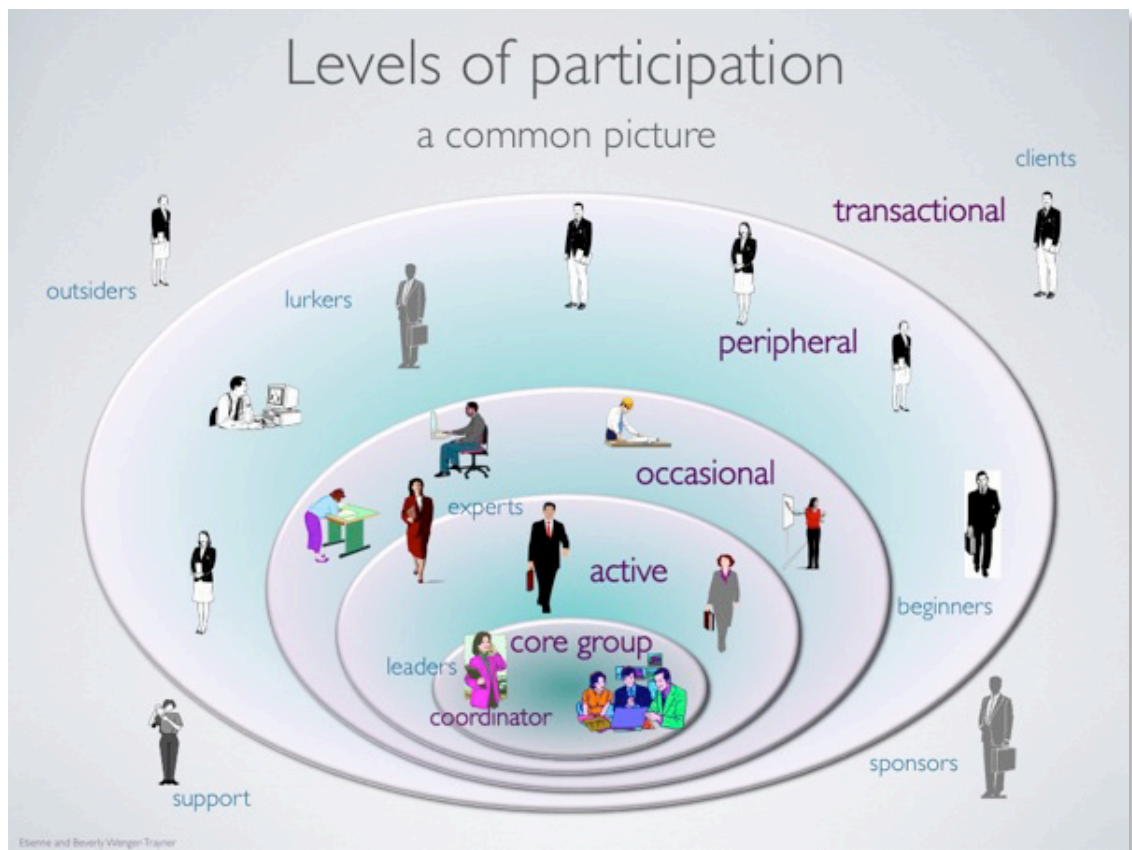 Levels of participation
a common picture
clients
transactional
outsiders
lurkers
peripheral
occasional
experts
active
beginners
core group
leaders
coordinator
sponsors
support
Etienne and Beverly Wenger-Trayner